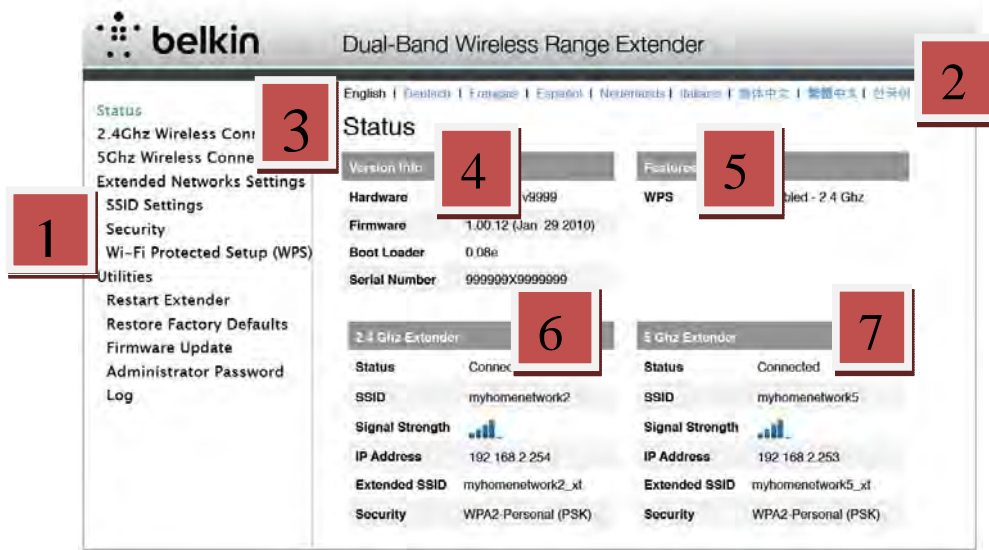 belkin
Dual-Band Wireless Range Extender
English | Deutsch | Français | Español | Nederlands | Italiano | 简体中文 | 繁體中文 | 한국어
2
Status
2.4Ghz Wireless Conn
5Ghz Wireless Conne
Extended Networks Settings
SSID Settings
Security
Wi-Fi Protected Setup (WPS)
Utilities
Restart Extender
Restore Factory Defaults
Firmware Update
Administrator Password
Log
1
3
Status
Version Info
4
Hardware v9999
Firmware 1.00.12 (Jan 29 2010)
Boot Loader 0.08e
Serial Number 999999X9999999
Features
5
WPS bled - 2.4 Ghz
2.4 Ghz Extender
6
Status Connec
SSID myhomenetwork2
Signal Strength
IP Address 192.168.2.254
Extended SSID myhomenetwork2_xt
Security WPA2-Personal (PSK)
5 Ghz Extender
7
Status Connected
SSID myhomenetwork5
Signal Strength
IP Address 192.168.2.253
Extended SSID myhomenetwork5_xt
Security WPA2-Personal (PSK)